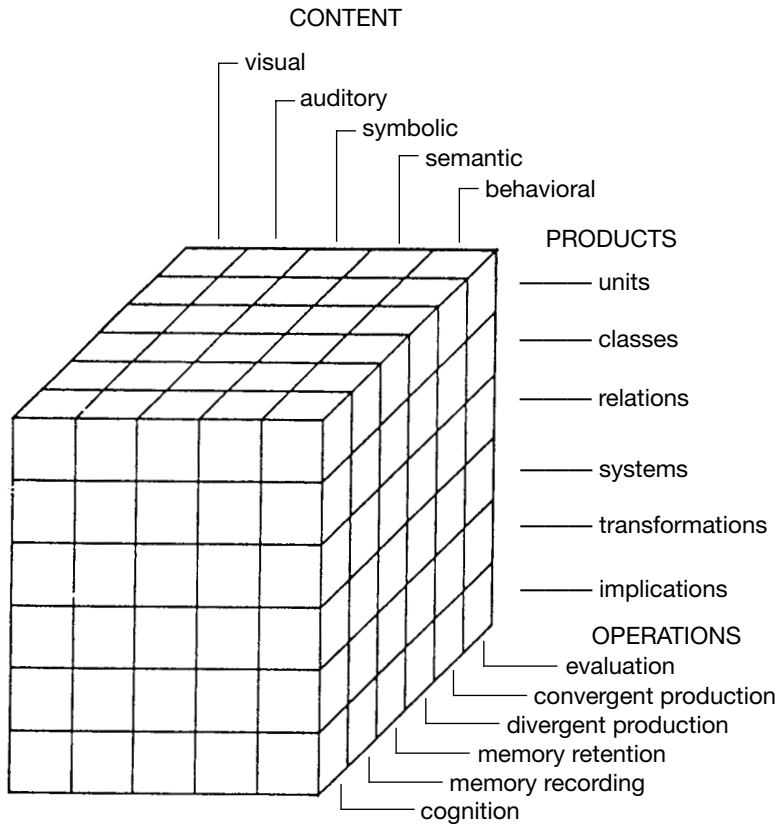 CONTENT
visual
auditory
symbolic
semantic
behavioral
PRODUCTS
units
classes
relations
systems
transformations
implications
OPERATIONS
evaluation
convergent production
divergent production
memory retention
memory recording
cognition